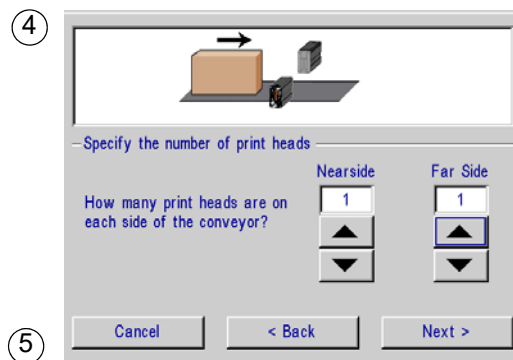 4
Specify the number of print heads
Nearside Far Side
1 1
How many print heads are on
each side of the conveyor?
5
Cancel < Back Next >